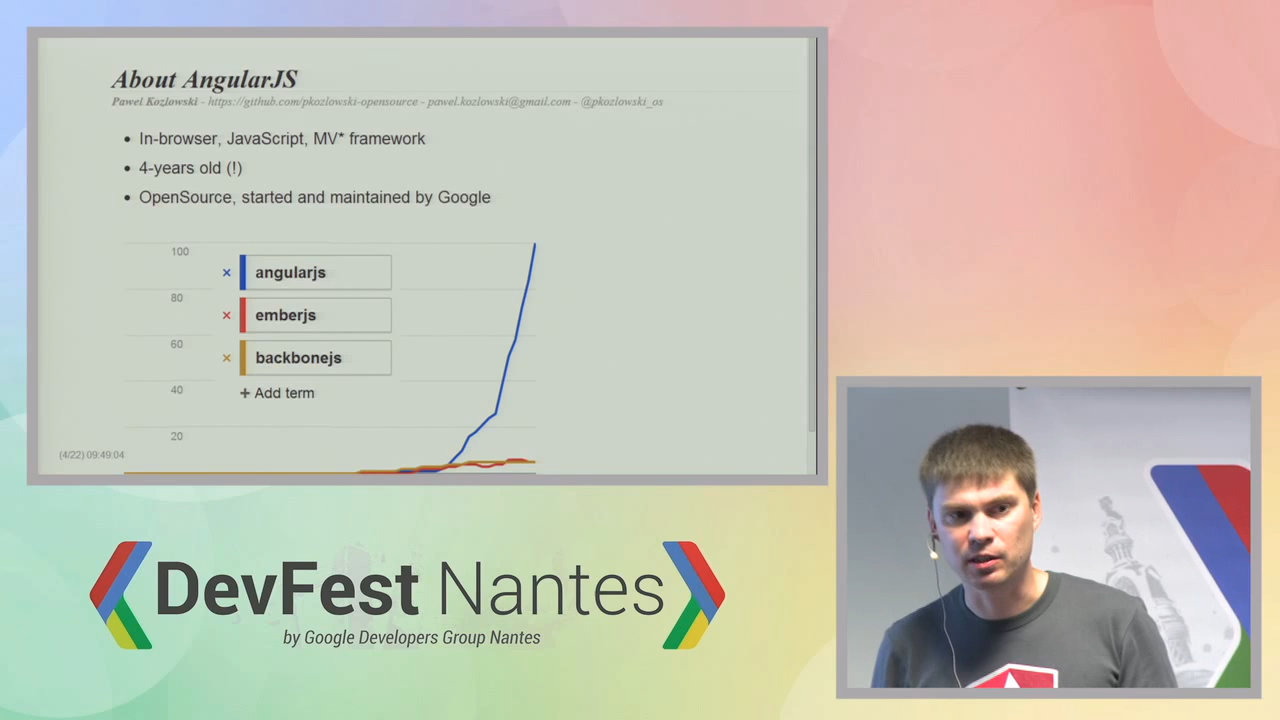 About AngularJS
Pawel Kozlowski - https://github.com/pkozlowski-opensource - pawel.kozlowski@gmail.com - @pkozlowski_os
• In-browser, JavaScript, MV* framework
• 4-years old (!)
• OpenSource, started and maintained by Google
100
80
60
40
20
× angularjs
× emberjs
× backbonejs
+ Add term
(4/22) 09:49:04
DevFest Nantes
by Google Developers Group Nantes